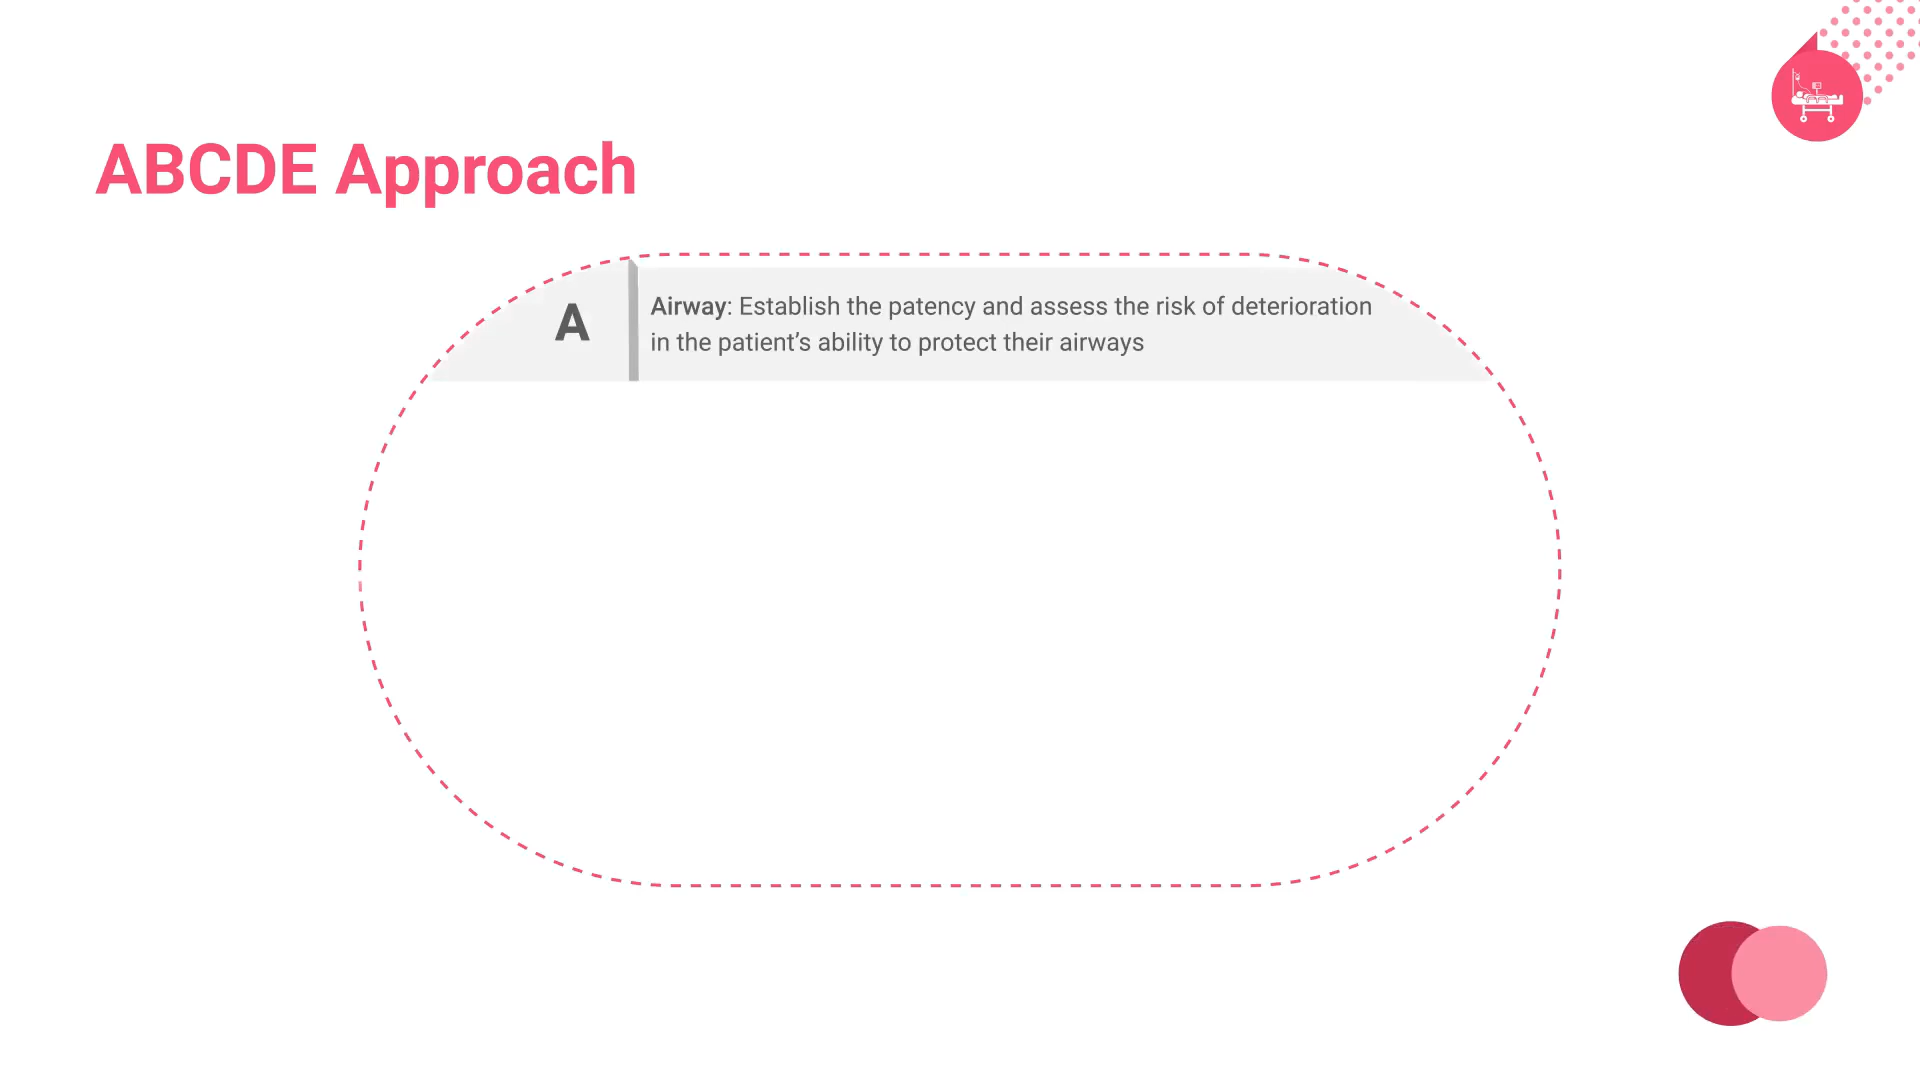 ABCDE Approach
A
Airway: Establish the patency and assess the risk of deterioration
in the patient’s ability to protect their airways